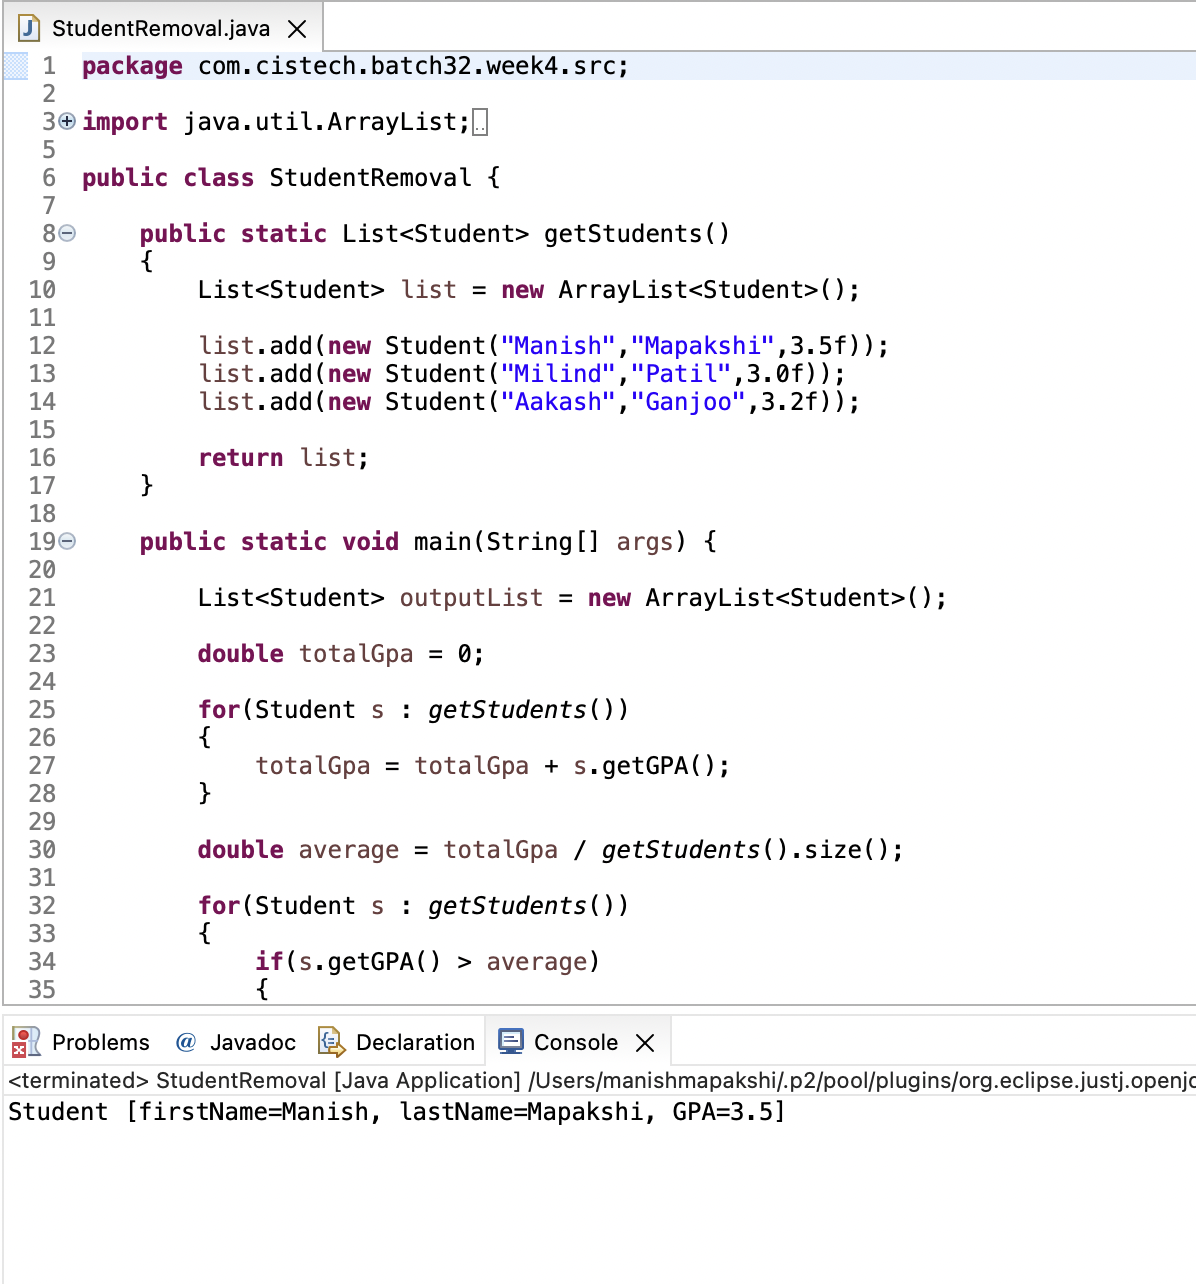 StudentRemoval.java
1 package com.cistech.batch32.week4.src;
2
3 import java.util.ArrayList;
5
6 public class StudentRemoval {
7
8 public static List<Student> getStudents()
9 {
10 List<Student> list = new ArrayList<Student>();
11
12 list.add(new Student("Manish","Mapakshi",3.5f));
13 list.add(new Student("Milind","Patil",3.0f));
14 list.add(new Student("Aakash","Ganjoo",3.2f));
15
16 return list;
17 }
18
19 public static void main(String[] args) {
20
21 List<Student> outputList = new ArrayList<Student>();
22
23 double totalGpa = 0;
24
25 for(Student s : getStudents())
26 {
27 totalGpa = totalGpa + s.getGPA();
28 }
29
30 double average = totalGpa / getStudents().size();
31
32 for(Student s : getStudents())
33 {
34 if(s.getGPA() > average)
35 {
Problems @ Javadoc Declaration Console
<terminated> StudentRemoval [Java Application] /Users/manishmapakshi/.p2/pool/plugins/org.eclipse.justj.openjd
Student [firstName=Manish, lastName=Mapakshi, GPA=3.5]